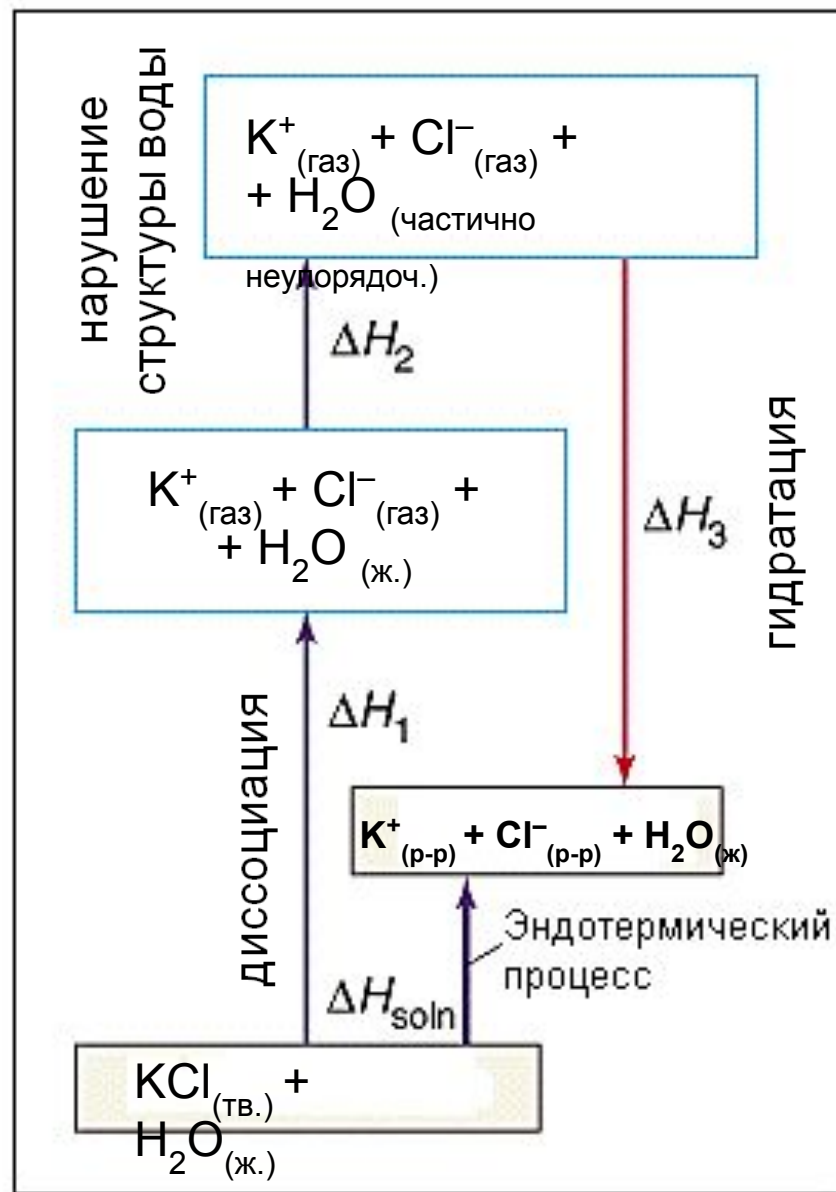 нарушение
структуры воды
K⁺(газ) + Cl⁻(газ) +
+ H₂O (частично
неупорядоч.)
ΔH₂
K⁺(газ) + Cl⁻(газ) +
+ H₂O (ж.)
ΔH₃
гидратация
диссоциация
ΔH₁
K⁺(р-р) + Cl⁻(р-р) + H₂O(ж)
Эндотермический
процесс
ΔHsoln
KCl(тв.) +
H₂O(ж.)